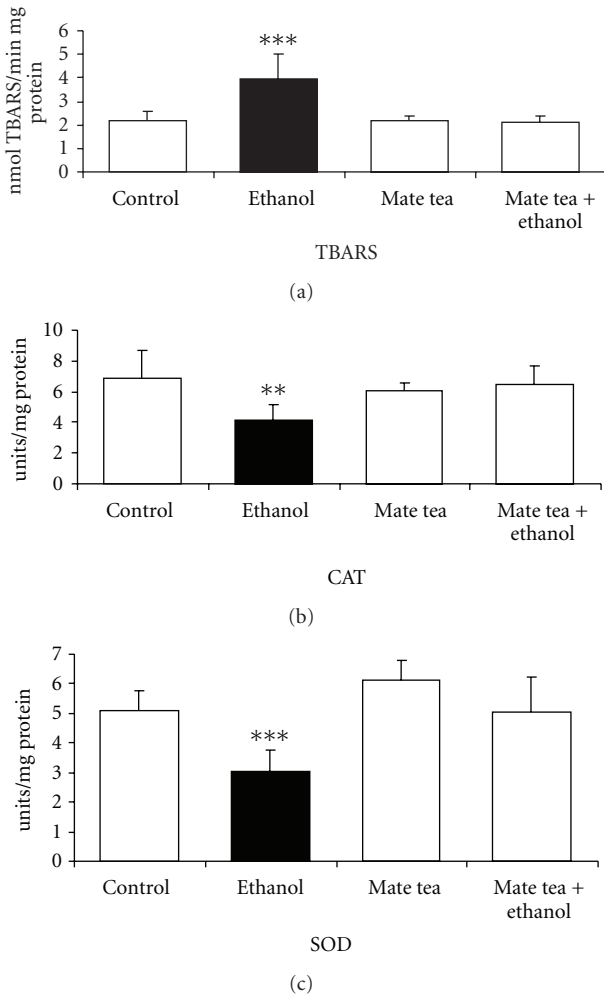 nmol TBARS/min mg
protein
6
5
4
3
2
1
0
***
Control Ethanol Mate tea Mate tea +
ethanol
TBARS
(a)
units/mg protein
10
8
6
4
2
0
**
Control Ethanol Mate tea Mate tea +
ethanol
CAT
(b)
units/mg protein
7
6
5
4
3
2
1
0
***
Control Ethanol Mate tea Mate tea +
ethanol
SOD
(c)